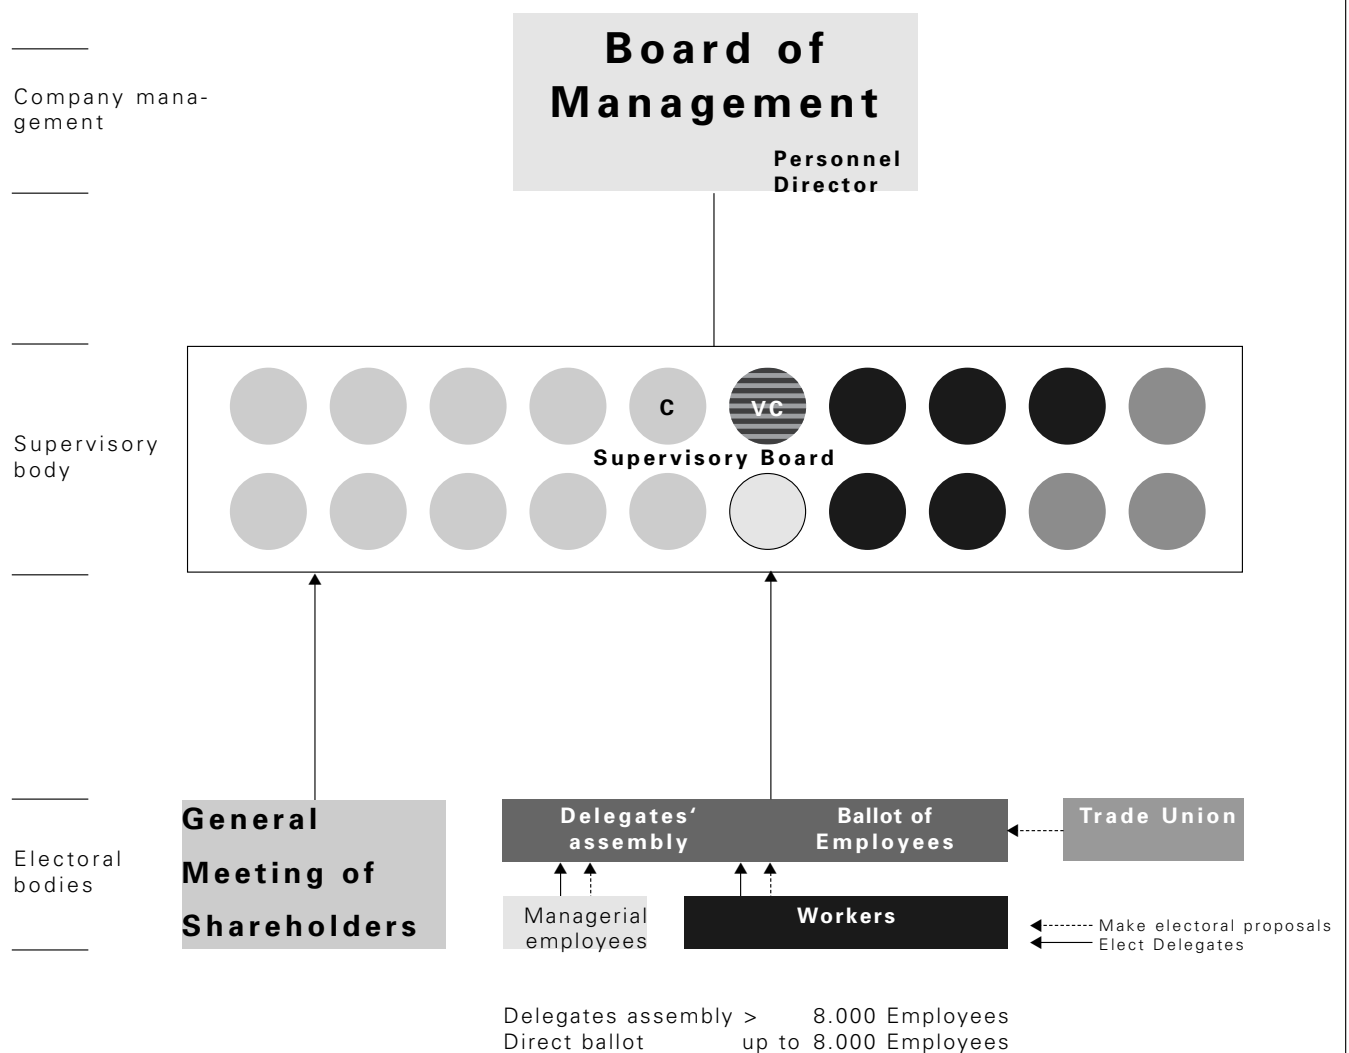 Board of
Management
Personnel
Director
Company mana-
gement
C
VC
Supervisory Board
Supervisory
body
General
Meeting of
Shareholders
Delegates‘
assembly
Ballot of
Employees
Trade Union
Electoral
bodies
Managerial
employees
Workers
Make electoral proposals
Elect Delegates
Delegates assembly > 8.000 Employees
Direct ballot up to 8.000 Employees